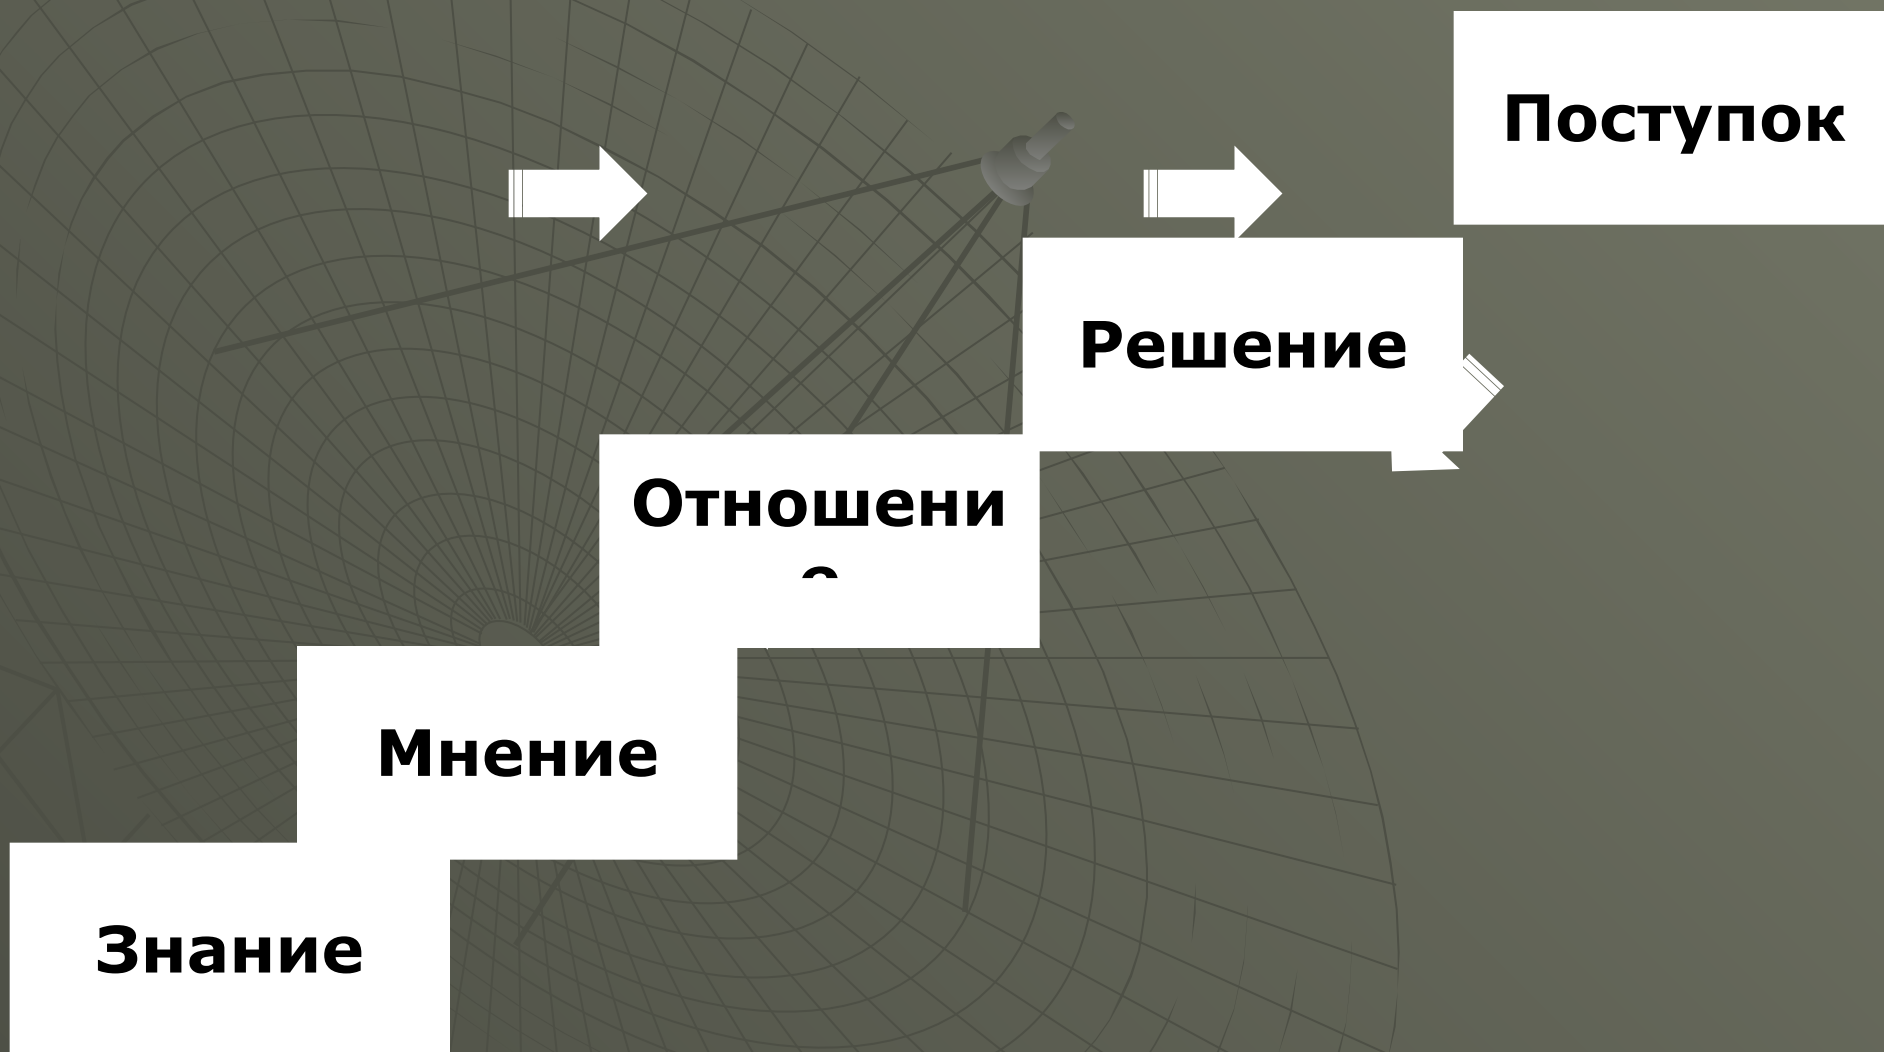 Поступок
Решение
Отношени
е
Мнение
Знание